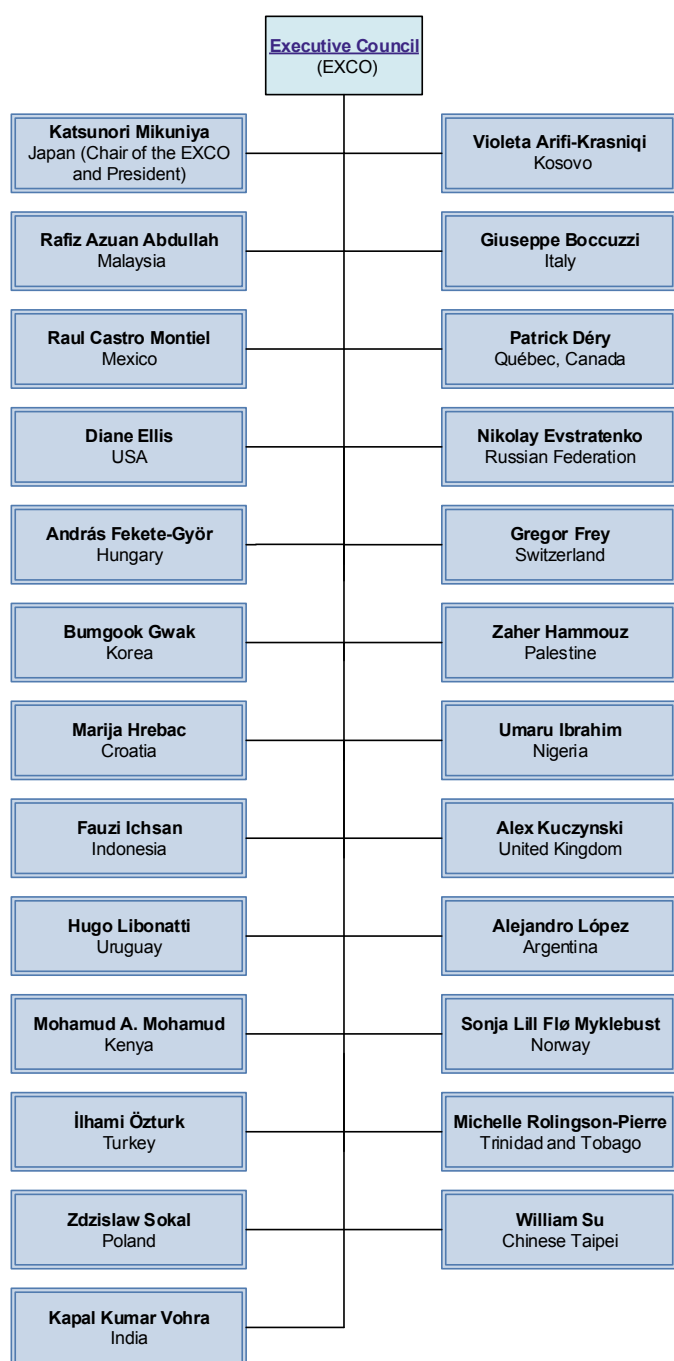 Executive Council
(EXCO)
Katsunori Mikuniya
Japan (Chair of the EXCO
and President)
Violeta Arifi-Krasniqi
Kosovo
Rafiz Azuan Abdullah
Malaysia
Giuseppe Boccuzzi
Italy
Raul Castro Montiel
Mexico
Patrick Déry
Québec, Canada
Diane Ellis
USA
Nikolay Evstratenko
Russian Federation
András Fekete-Györ
Hungary
Gregor Frey
Switzerland
Bumgook Gwak
Korea
Zaher Hammouz
Palestine
Marija Hrebac
Croatia
Umaru Ibrahim
Nigeria
Fauzi Ichsan
Indonesia
Alex Kuczynski
United Kingdom
Hugo Libonatti
Uruguay
Alejandro López
Argentina
Mohamud A. Mohamud
Kenya
Sonja Lill Flø Myklebust
Norway
İlhami Özturk
Turkey
Michelle Rolingson-Pierre
Trinidad and Tobago
Zdzislaw Sokal
Poland
William Su
Chinese Taipei
Kapal Kumar Vohra
India